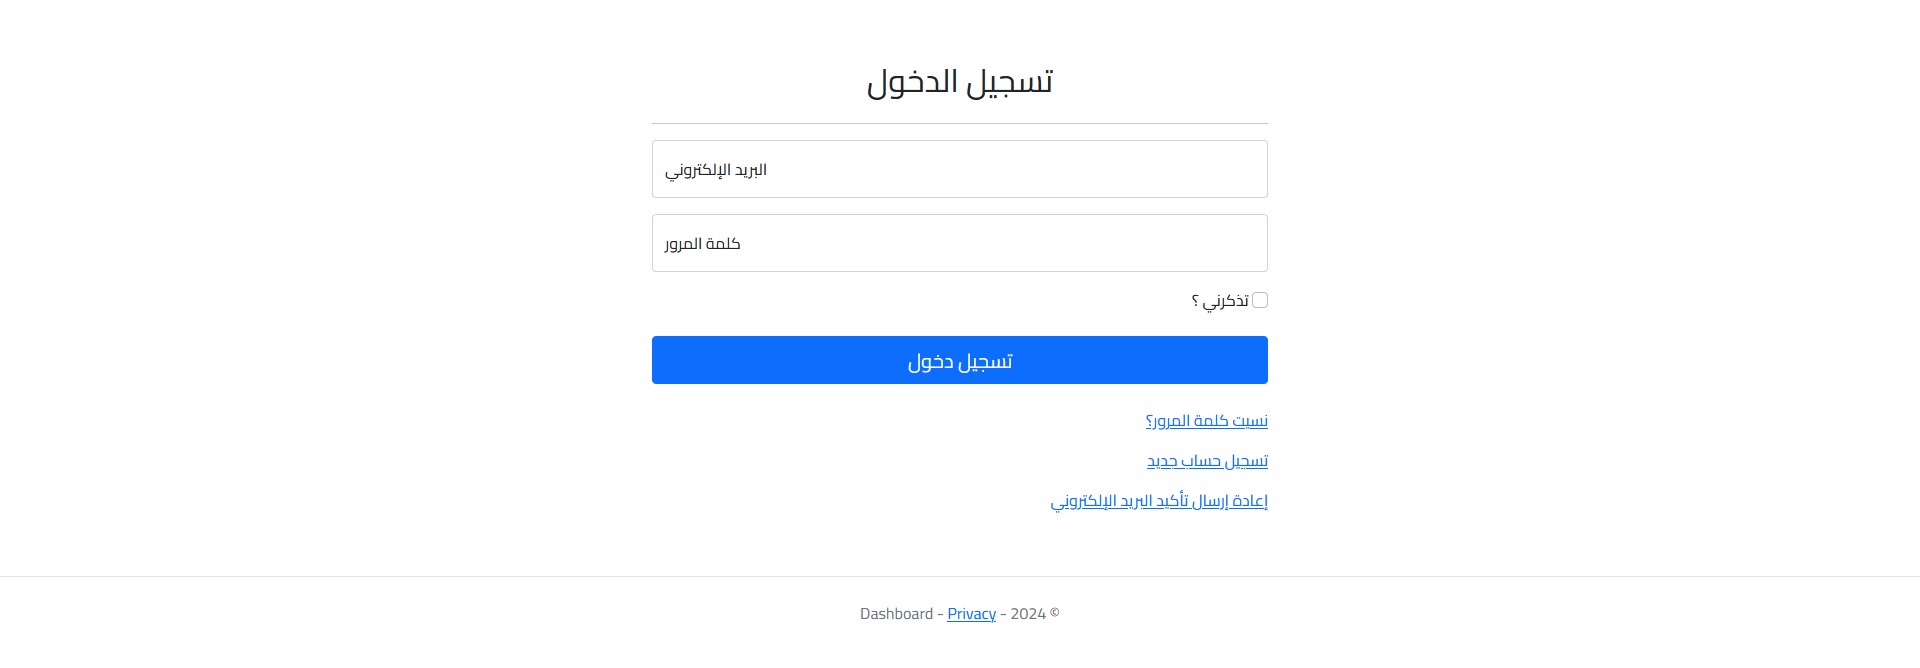 تسجيل الدخول
البريد الإلكتروني
كلمة المرور
تذكرني ؟
تسجيل دخول
نسيت كلمة المرور؟
تسجيل حساب جديد
إعادة إرسال تأكيد البريد الإلكتروني
© 2024 - Dashboard - Privacy